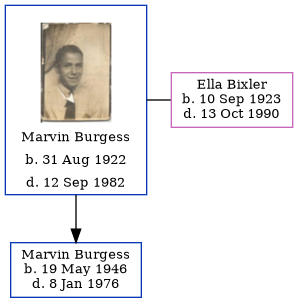 Marvin Burgess
b. 31 Aug 1922
d. 12 Sep 1982
Ella Bixler
b. 10 Sep 1923
d. 13 Oct 1990
Marvin Burgess
b. 19 May 1946
d. 8 Jan 1976